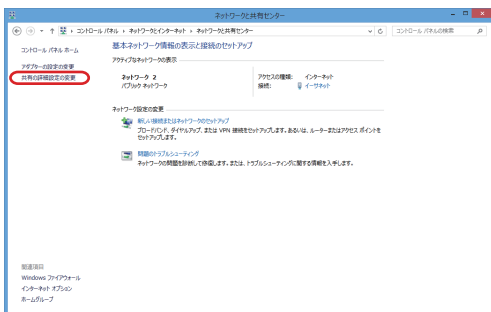 ネットワークと共有センター
コントロール パネル › ネットワークとインターネット › ネットワークと共有センター
コントロール パネルの検索
コントロール パネル ホーム
アダプターの設定の変更
共有の詳細設定の変更
基本ネットワーク情報の表示と接続のセットアップ
アクティブなネットワークの表示
ネットワーク 2
パブリック ネットワーク
アクセスの種類: インターネット
接続: イーサネット
ネットワーク設定の変更
新しい接続またはネットワークのセットアップ
ブロードバンド、ダイヤルアップ、または VPN 接続をセットアップします。あるいは、ルーターまたはアクセス ポイントを
セットアップします。
問題のトラブルシューティング
ネットワークの問題を診断して修復します。または、トラブルシューティングに関する情報を入手します。
関連項目
Windows ファイアウォール
インターネット オプション
ホームグループ